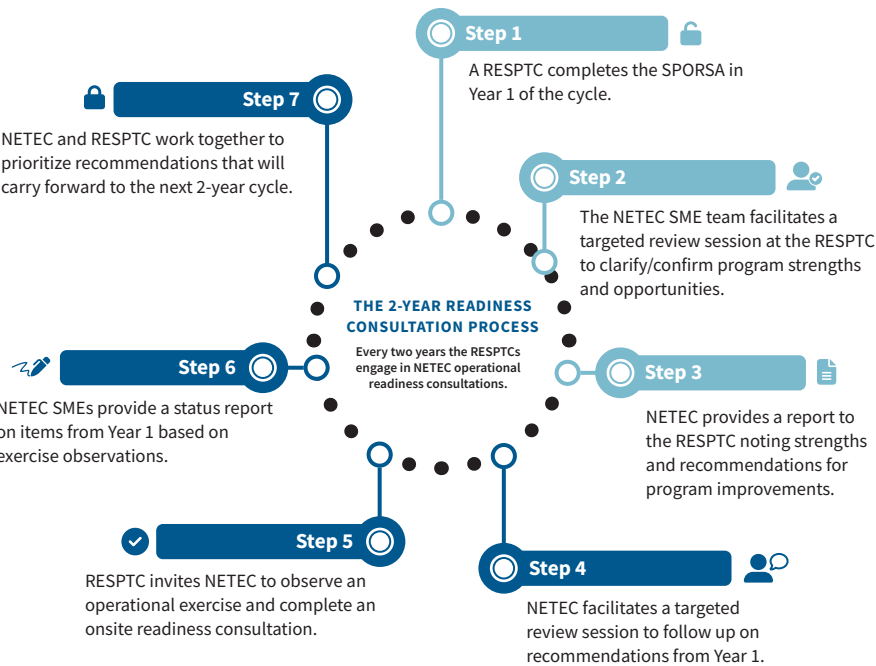 Step 1
A RESPTC completes the SPORSA in
Year 1 of the cycle.
Step 2
The NETEC SME team facilitates a
targeted review session at the RESPTC
to clarify/confirm program strengths
and opportunities.
Step 3
NETEC provides a report to
the RESPTC noting strengths
and recommendations for
program improvements.
Step 4
NETEC facilitates a targeted
review session to follow up on
recommendations from Year 1.
Step 5
RESPTC invites NETEC to observe an
operational exercise and complete an
onsite readiness consultation.
Step 6
NETEC SMEs provide a status report
on items from Year 1 based on
exercise observations.
Step 7
NETEC and RESPTC work together to
prioritize recommendations that will
carry forward to the next 2-year cycle.
THE 2-YEAR READINESS
CONSULTATION PROCESS
Every two years the RESPTCs
engage in NETEC operational
readiness consultations.